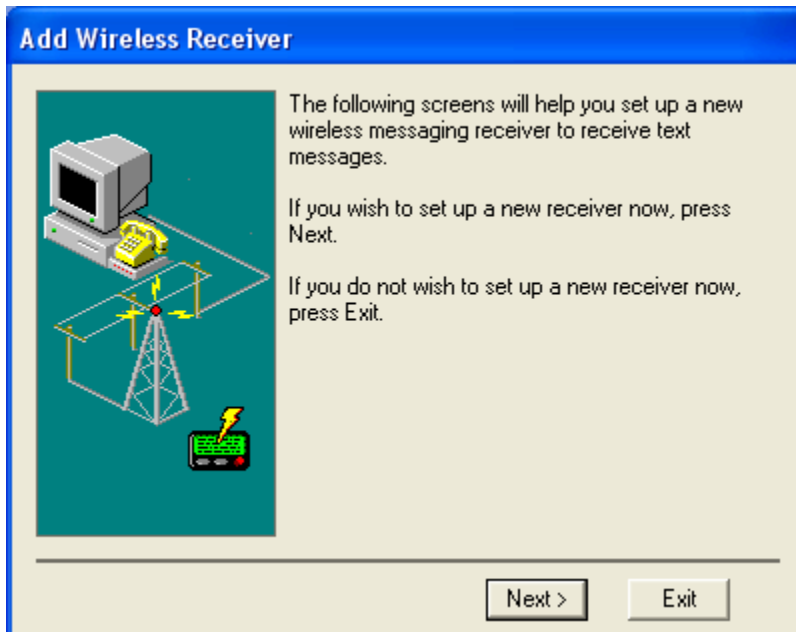 Add Wireless Receiver
The following screens will help you set up a new
wireless messaging receiver to receive text
messages.
If you wish to set up a new receiver now, press
Next.
If you do not wish to set up a new receiver now,
press Exit.
Next >
Exit